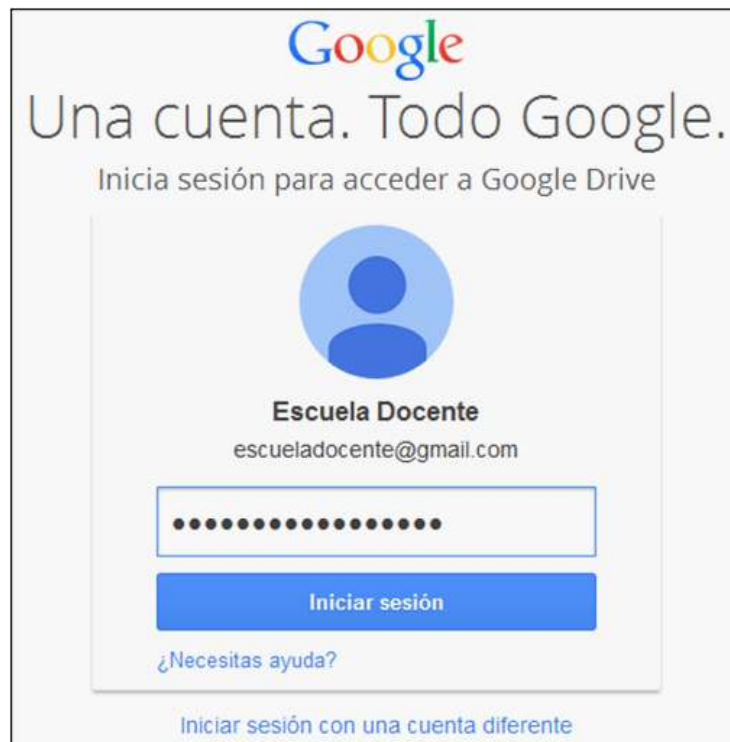 Google
Una cuenta. Todo Google.
Inicia sesión para acceder a Google Drive
Escuela Docente
escueladocente@gmail.com
•••••••••••••••••
Iniciar sesión
¿Necesitas ayuda?
Iniciar sesión con una cuenta diferente